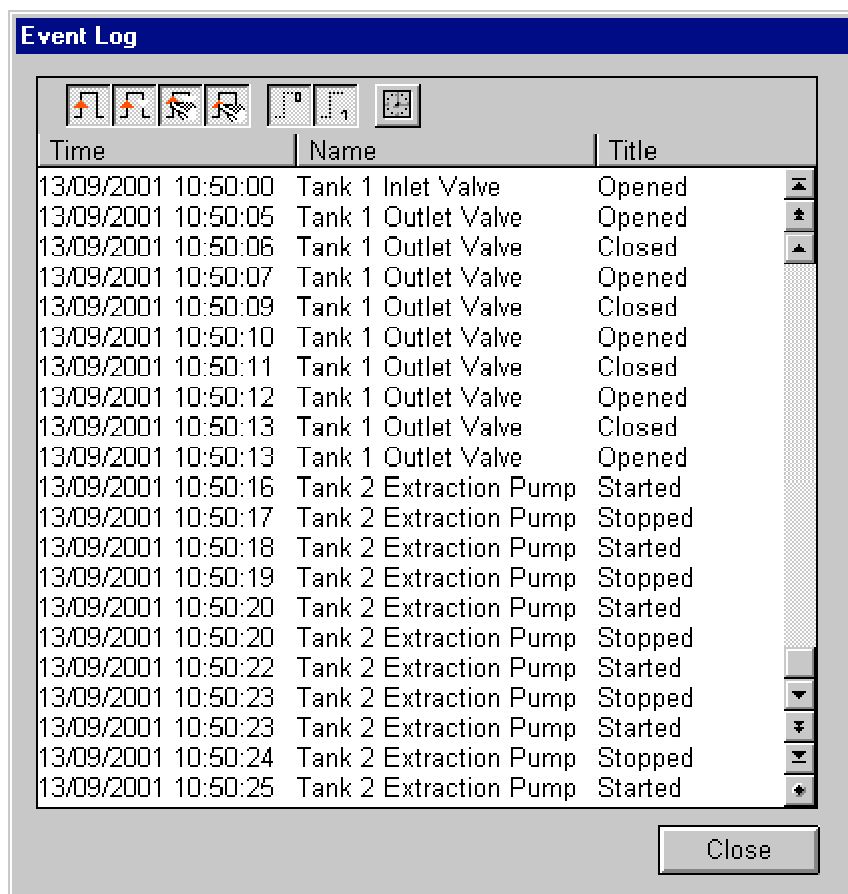 Event Log
Time Name Title
13/09/2001 10:50:00 Tank 1 Inlet Valve Opened
13/09/2001 10:50:05 Tank 1 Outlet Valve Opened
13/09/2001 10:50:06 Tank 1 Outlet Valve Closed
13/09/2001 10:50:07 Tank 1 Outlet Valve Opened
13/09/2001 10:50:09 Tank 1 Outlet Valve Closed
13/09/2001 10:50:10 Tank 1 Outlet Valve Opened
13/09/2001 10:50:11 Tank 1 Outlet Valve Closed
13/09/2001 10:50:12 Tank 1 Outlet Valve Opened
13/09/2001 10:50:13 Tank 1 Outlet Valve Closed
13/09/2001 10:50:13 Tank 1 Outlet Valve Opened
13/09/2001 10:50:16 Tank 2 Extraction Pump Started
13/09/2001 10:50:17 Tank 2 Extraction Pump Stopped
13/09/2001 10:50:18 Tank 2 Extraction Pump Started
13/09/2001 10:50:19 Tank 2 Extraction Pump Stopped
13/09/2001 10:50:20 Tank 2 Extraction Pump Started
13/09/2001 10:50:20 Tank 2 Extraction Pump Stopped
13/09/2001 10:50:22 Tank 2 Extraction Pump Started
13/09/2001 10:50:23 Tank 2 Extraction Pump Stopped
13/09/2001 10:50:23 Tank 2 Extraction Pump Started
13/09/2001 10:50:24 Tank 2 Extraction Pump Stopped
13/09/2001 10:50:25 Tank 2 Extraction Pump Started
Close